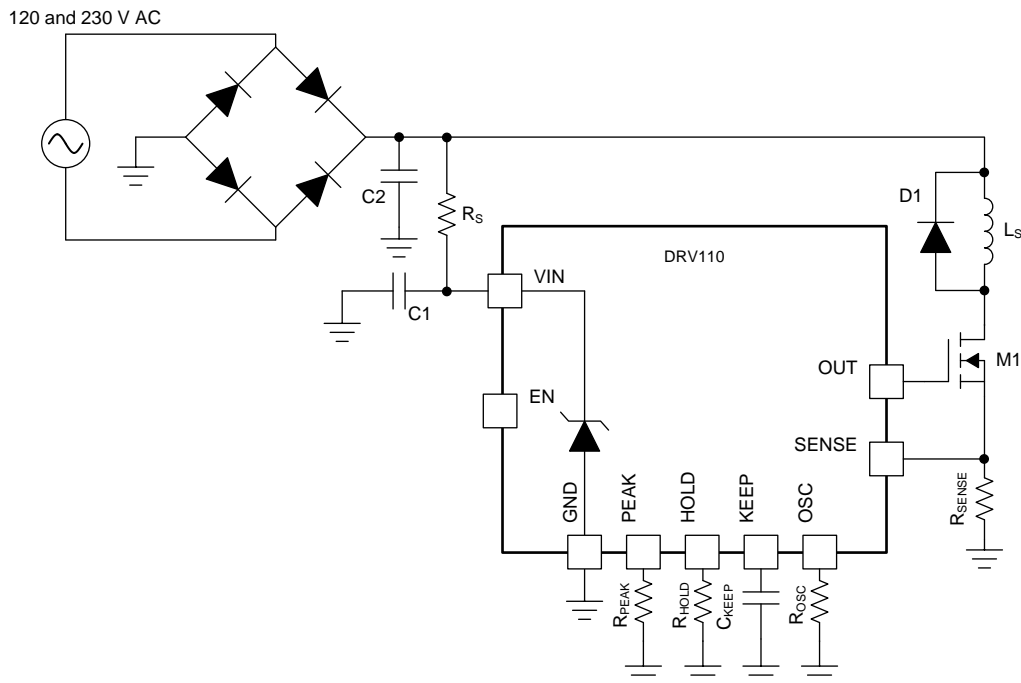 120 and 230 V AC
C2
RS
D1
LS
DRV110
VIN
C1
M1
OUT
EN
SENSE
GND
PEAK
HOLD
KEEP
OSC
RSENSE
RPEAK
RHOLD
CKEEP
ROSC